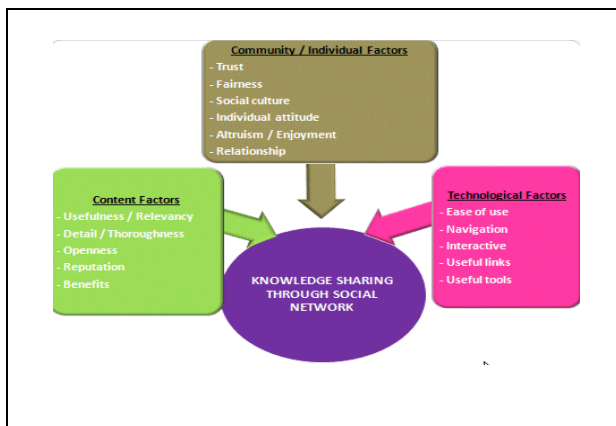 Community / Individual Factors
- Trust
- Fairness
- Social culture
- Individual attitude
- Altruism / Enjoyment
- Relationship
Content Factors
- Usefulness / Relevancy
- Detail / Thoroughness
- Openness
- Reputation
- Benefits
Technological Factors
- Ease of use
- Navigation
- Interactive
- Useful links
- Useful tools
KNOWLEDGE SHARING
THROUGH SOCIAL
NETWORK